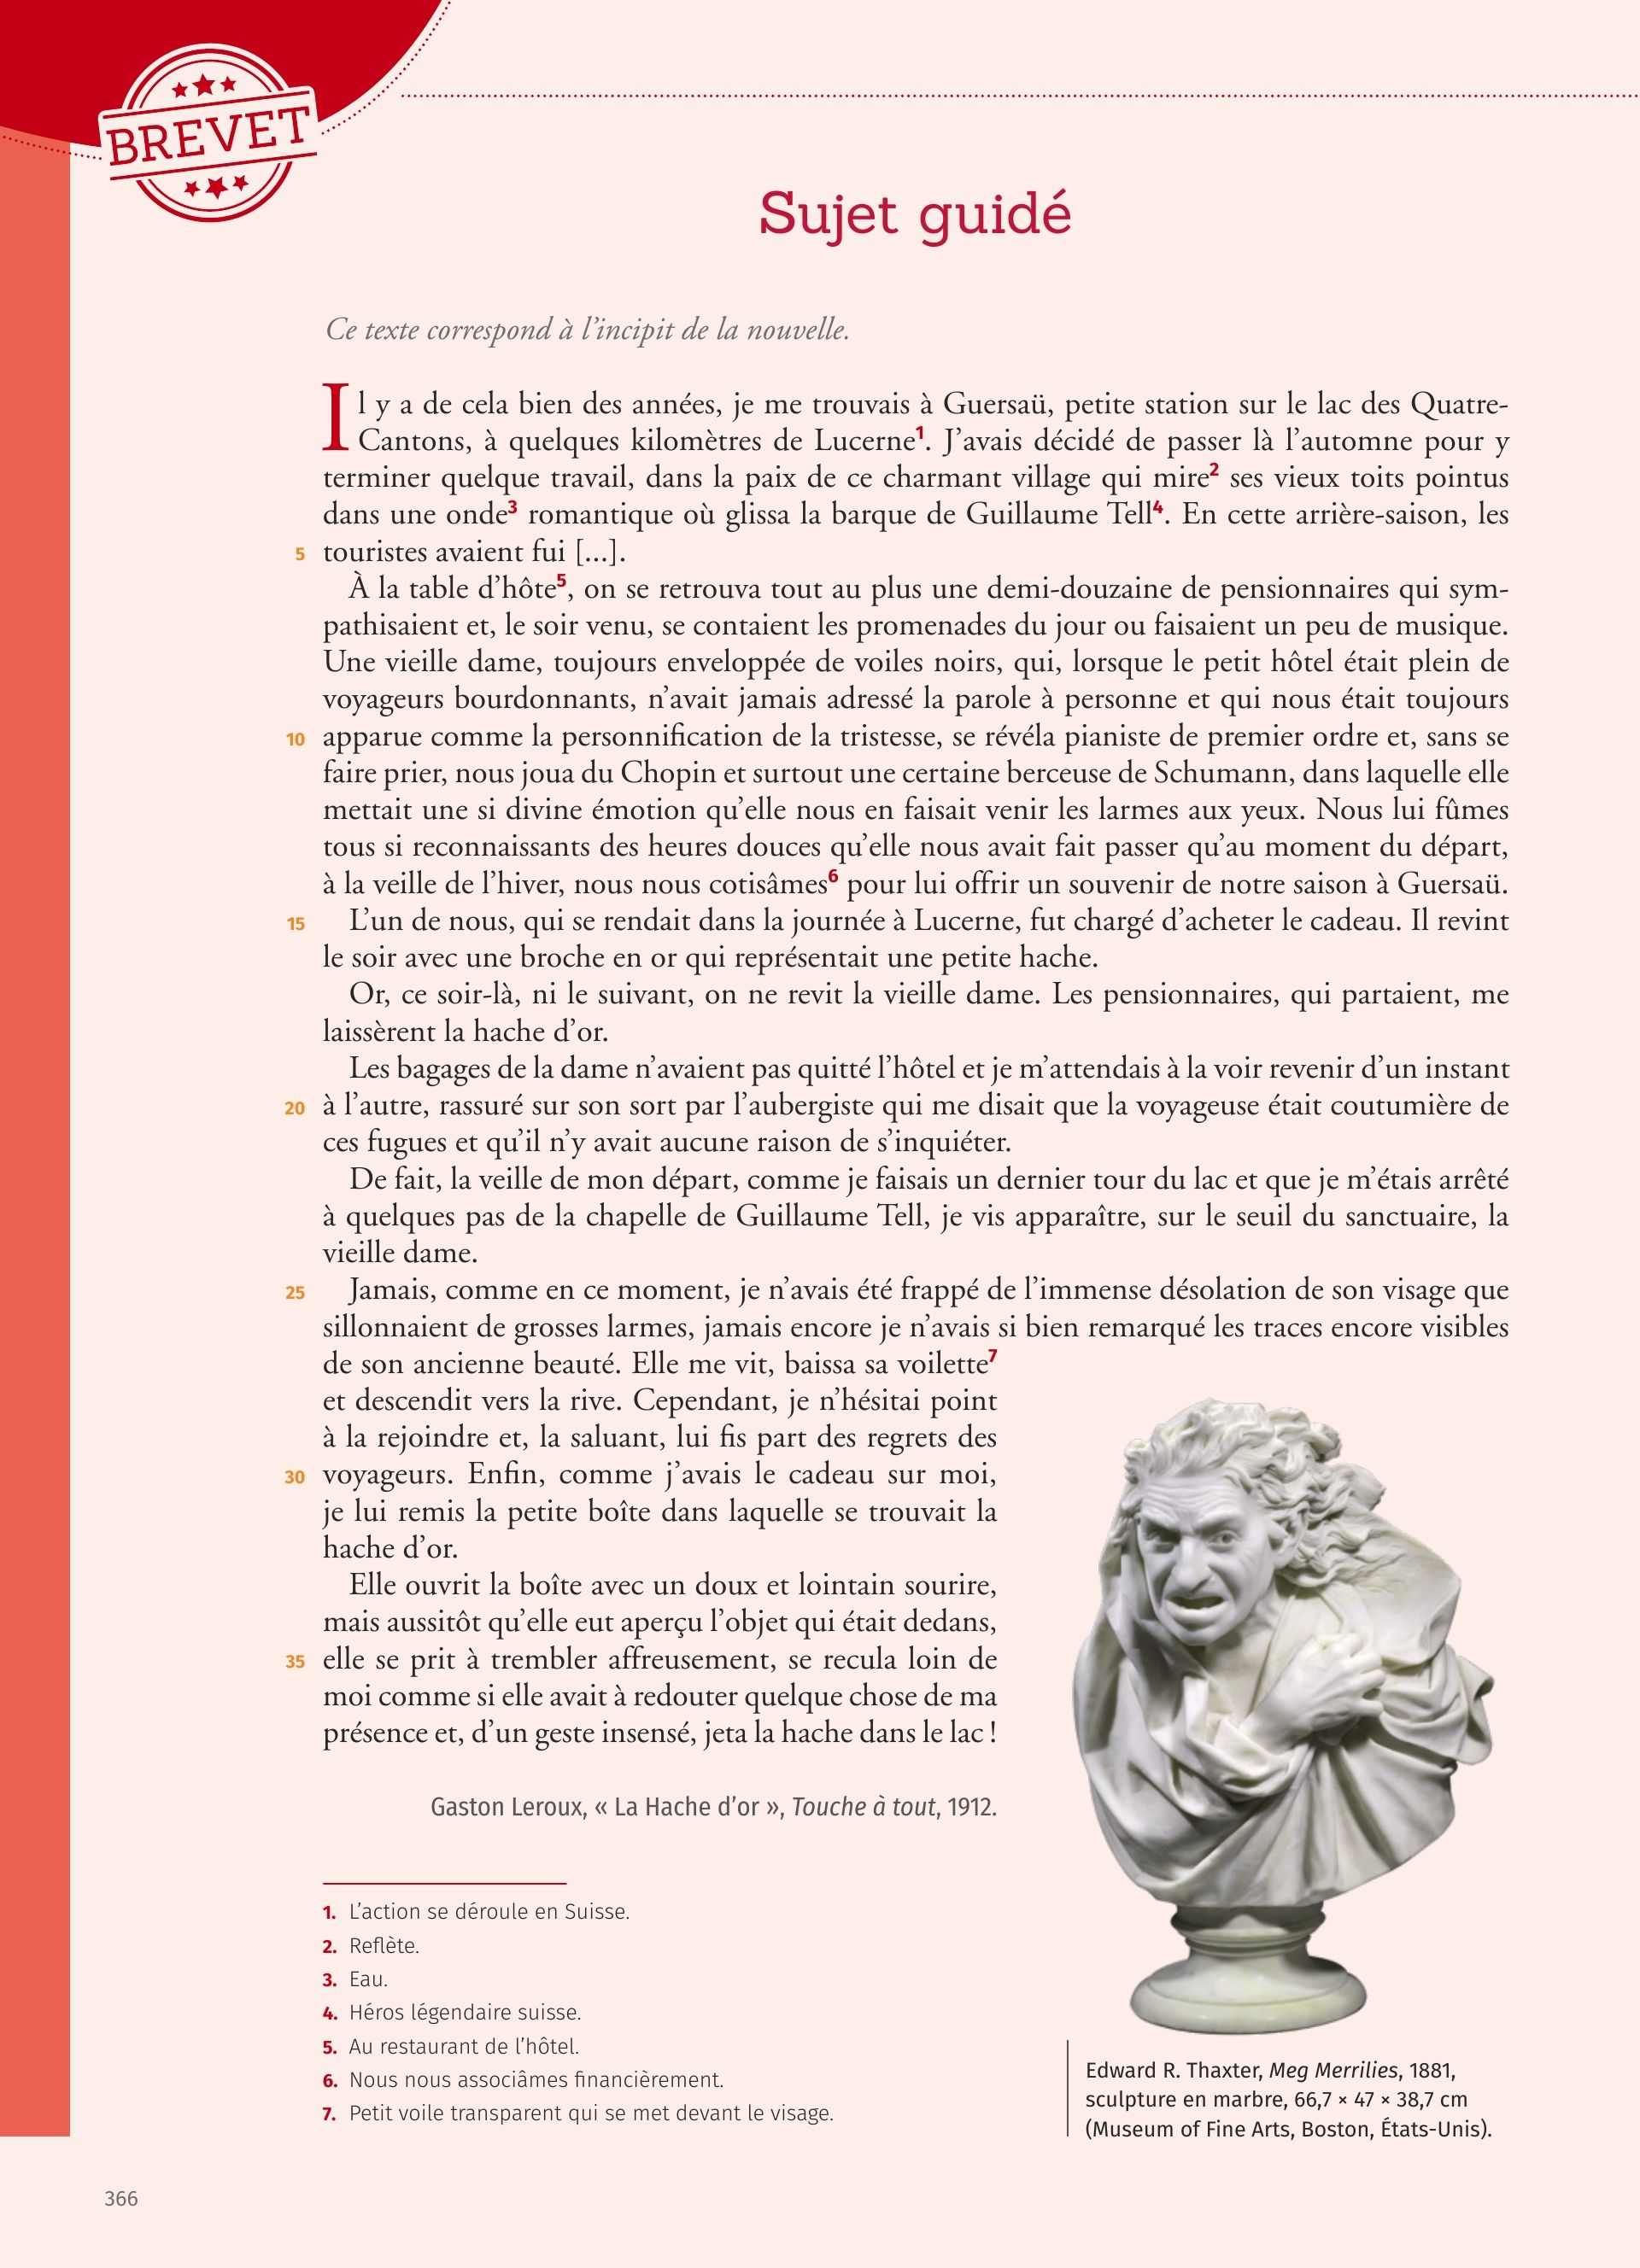 BREVET
Sujet guidé
Ce texte correspond à l'incipit de la nouvelle.
Il y a de cela bien des années, je me trouvais à Guersaü, petite station sur le lac des Quatre-
Cantons, à quelques kilomètres de Lucerne1. J'avais décidé de passer là l'automne pour y
terminer quelque travail, dans la paix de ce charmant village qui mire2 ses vieux toits pointus
dans une onde3 romantique où glissa la barque de Guillaume Tell4. En cette arrière-saison, les
5 touristes avaient fui [...].
À la table d'hôte5, on se retrouva tout au plus une demi-douzaine de pensionnaires qui sym-
pathisaient et, le soir venu, se contaient les promenades du jour ou faisaient un peu de musique.
Une vieille dame, toujours enveloppée de voiles noirs, qui, lorsque le petit hôtel était plein de
voyageurs bourdonnants, n'avait jamais adressé la parole à personne et qui nous était toujours
10 apparue comme la personnification de la tristesse, se révéla pianiste de premier ordre et, sans se
faire prier, nous joua du Chopin et surtout une certaine berceuse de Schumann, dans laquelle elle
mettait une si divine émotion qu'elle nous en faisait venir les larmes aux yeux. Nous lui fûmes
tous si reconnaissants des heures douces qu'elle nous avait fait passer qu'au moment du départ,
à la veille de l'hiver, nous nous cotisâmes6 pour lui offrir un souvenir de notre saison à Guersaü.
15 L'un de nous, qui se rendait dans la journée à Lucerne, fut chargé d'acheter le cadeau. Il revint
le soir avec une broche en or qui représentait une petite hache.
Or, ce soir-là, ni le suivant, on ne revit la vieille dame. Les pensionnaires, qui partaient, me
laissèrent la hache d'or.
Les bagages de la dame n'avaient pas quitté l'hôtel et je m'attendais à la voir revenir d'un instant
20 à l'autre, rassuré sur son sort par l'aubergiste qui me disait que la voyageuse était coutumière de
ces fugues et qu'il n'y avait aucune raison de s'inquiéter.
De fait, la veille de mon départ, comme je faisais un dernier tour du lac et que je m'étais arrêté
à quelques pas de la chapelle de Guillaume Tell, je vis apparaître, sur le seuil du sanctuaire, la
vieille dame.
25 Jamais, comme en ce moment, je n'avais été frappé de l'immense désolation de son visage que
sillonnaient de grosses larmes, jamais encore je n'avais si bien remarqué les traces encore visibles
de son ancienne beauté. Elle me vit, baissa sa voilette7
et descendit vers la rive. Cependant, je n'hésitai point
à la rejoindre et, la saluant, lui fis part des regrets des
30 voyageurs. Enfin, comme j'avais le cadeau sur moi,
je lui remis la petite boîte dans laquelle se trouvait la
hache d'or.
Elle ouvrit la boîte avec un doux et lointain sourire,
mais aussitôt qu'elle eut aperçu l'objet qui était dedans,
35 elle se prit à trembler affreusement, se recula loin de
moi comme si elle avait à redouter quelque chose de ma
présence et, d'un geste insensé, jeta la hache dans le lac !
Gaston Leroux, « La Hache d'or », Touche à tout, 1912.
1. L'action se déroule en Suisse.
2. Reflète.
3. Eau.
4. Héros légendaire suisse.
5. Au restaurant de l'hôtel.
6. Nous nous associâmes financièrement.
7. Petit voile transparent qui se met devant le visage.
Edward R. Thaxter, Meg Merrilies, 1881,
sculpture en marbre, 66,7 × 47 × 38,7 cm
(Museum of Fine Arts, Boston, États-Unis).
366